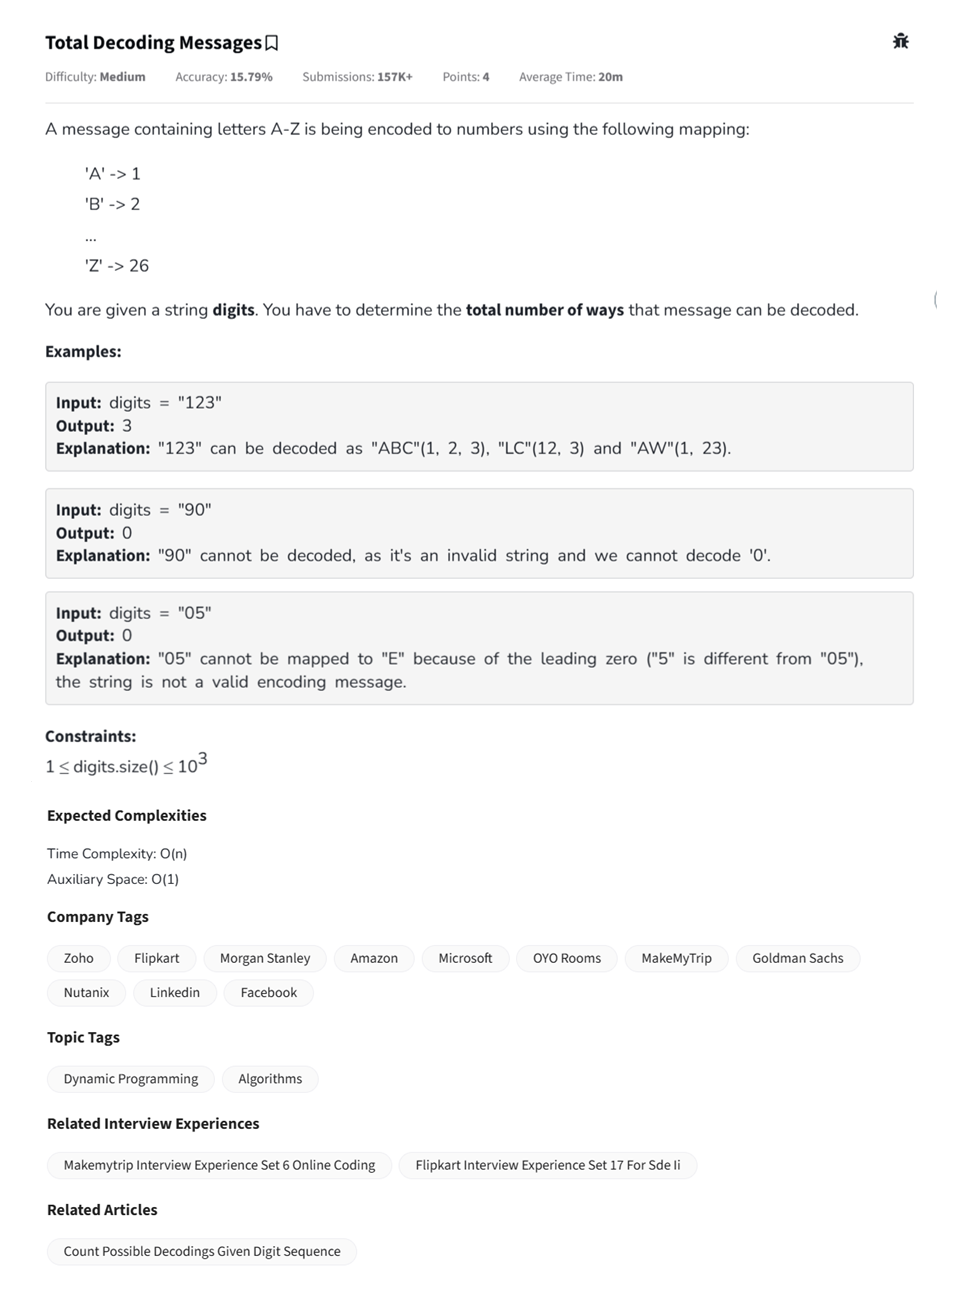 Total Decoding Messages
Difficulty: Medium Accuracy: 15.79% Submissions: 157K+ Points: 4 Average Time: 20m
A message containing letters A-Z is being encoded to numbers using the following mapping:
'A' -> 1
'B' -> 2
...
'Z' -> 26
You are given a string digits. You have to determine the total number of ways that message can be decoded.
Examples:
Input: digits = "123"
Output: 3
Explanation: "123" can be decoded as "ABC"(1, 2, 3), "LC"(12, 3) and "AW"(1, 23).
Input: digits = "90"
Output: 0
Explanation: "90" cannot be decoded, as it's an invalid string and we cannot decode '0'.
Input: digits = "05"
Output: 0
Explanation: "05" cannot be mapped to "E" because of the leading zero ("5" is different from "05"),
the string is not a valid encoding message.
Constraints:
1 ≤ digits.size() ≤ 10³
Expected Complexities
Time Complexity: O(n)
Auxiliary Space: O(1)
Company Tags
Zoho Flipkart Morgan Stanley Amazon Microsoft OYO Rooms MakeMyTrip Goldman Sachs
Nutanix Linkedin Facebook
Topic Tags
Dynamic Programming Algorithms
Related Interview Experiences
Makemytrip Interview Experience Set 6 Online Coding Flipkart Interview Experience Set 17 For Sde Ii
Related Articles
Count Possible Decodings Given Digit Sequence